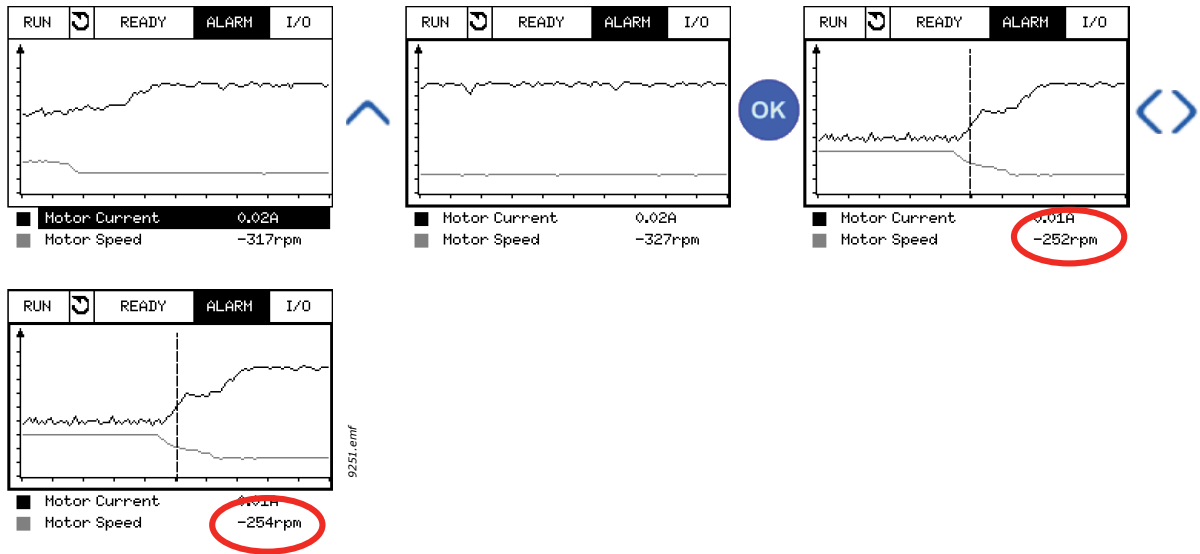 RUN READY ALARM I/O
Motor Current 0.02A
Motor Speed -317rpm
RUN READY ALARM I/O
Motor Current 0.02A
Motor Speed -327rpm
OK
RUN READY ALARM I/O
Motor Current 0.01A
Motor Speed -252rpm
RUN READY ALARM I/O
Motor Current 0.01A
Motor Speed -254rpm
9251.emf